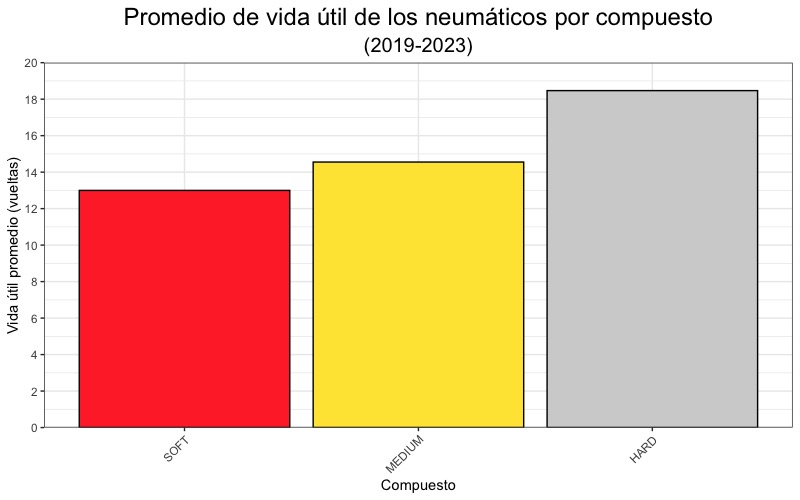 Promedio de vida útil de los neumáticos por compuesto
(2019-2023)
Vida útil promedio (vueltas)
20
18
16
14
12
10
8
6
4
2
0
SOFT
MEDIUM
HARD
Compuesto